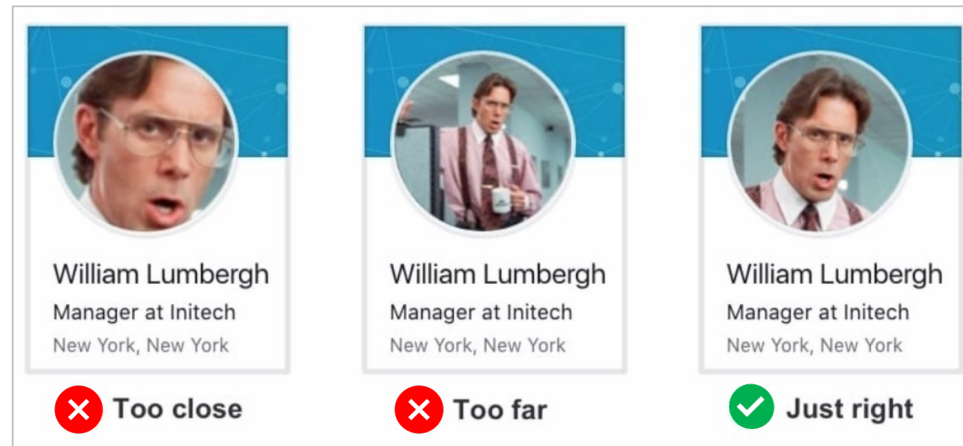 William Lumbergh
Manager at Initech
New York, New York
Too close
William Lumbergh
Manager at Initech
New York, New York
Too far
William Lumbergh
Manager at Initech
New York, New York
Just right